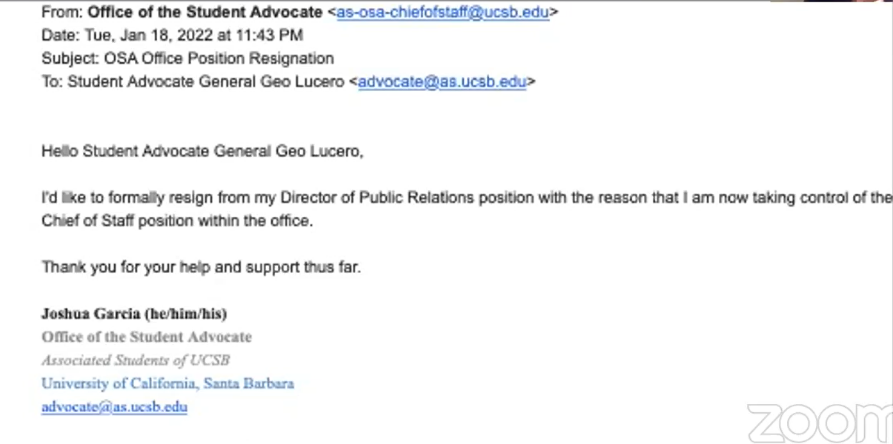 From: Office of the Student Advocate <as-osa-chiefofstaff@ucsb.edu>
Date: Tue, Jan 18, 2022 at 11:43 PM
Subject: OSA Office Position Resignation
To: Student Advocate General Geo Lucero <advocate@as.ucsb.edu>
Hello Student Advocate General Geo Lucero,
I'd like to formally resign from my Director of Public Relations position with the reason that I am now taking control of the
Chief of Staff position within the office.
Thank you for your help and support thus far.
Joshua Garcia (he/him/his)
Office of the Student Advocate
Associated Students of UCSB
University of California, Santa Barbara
advocate@as.ucsb.edu
zoom